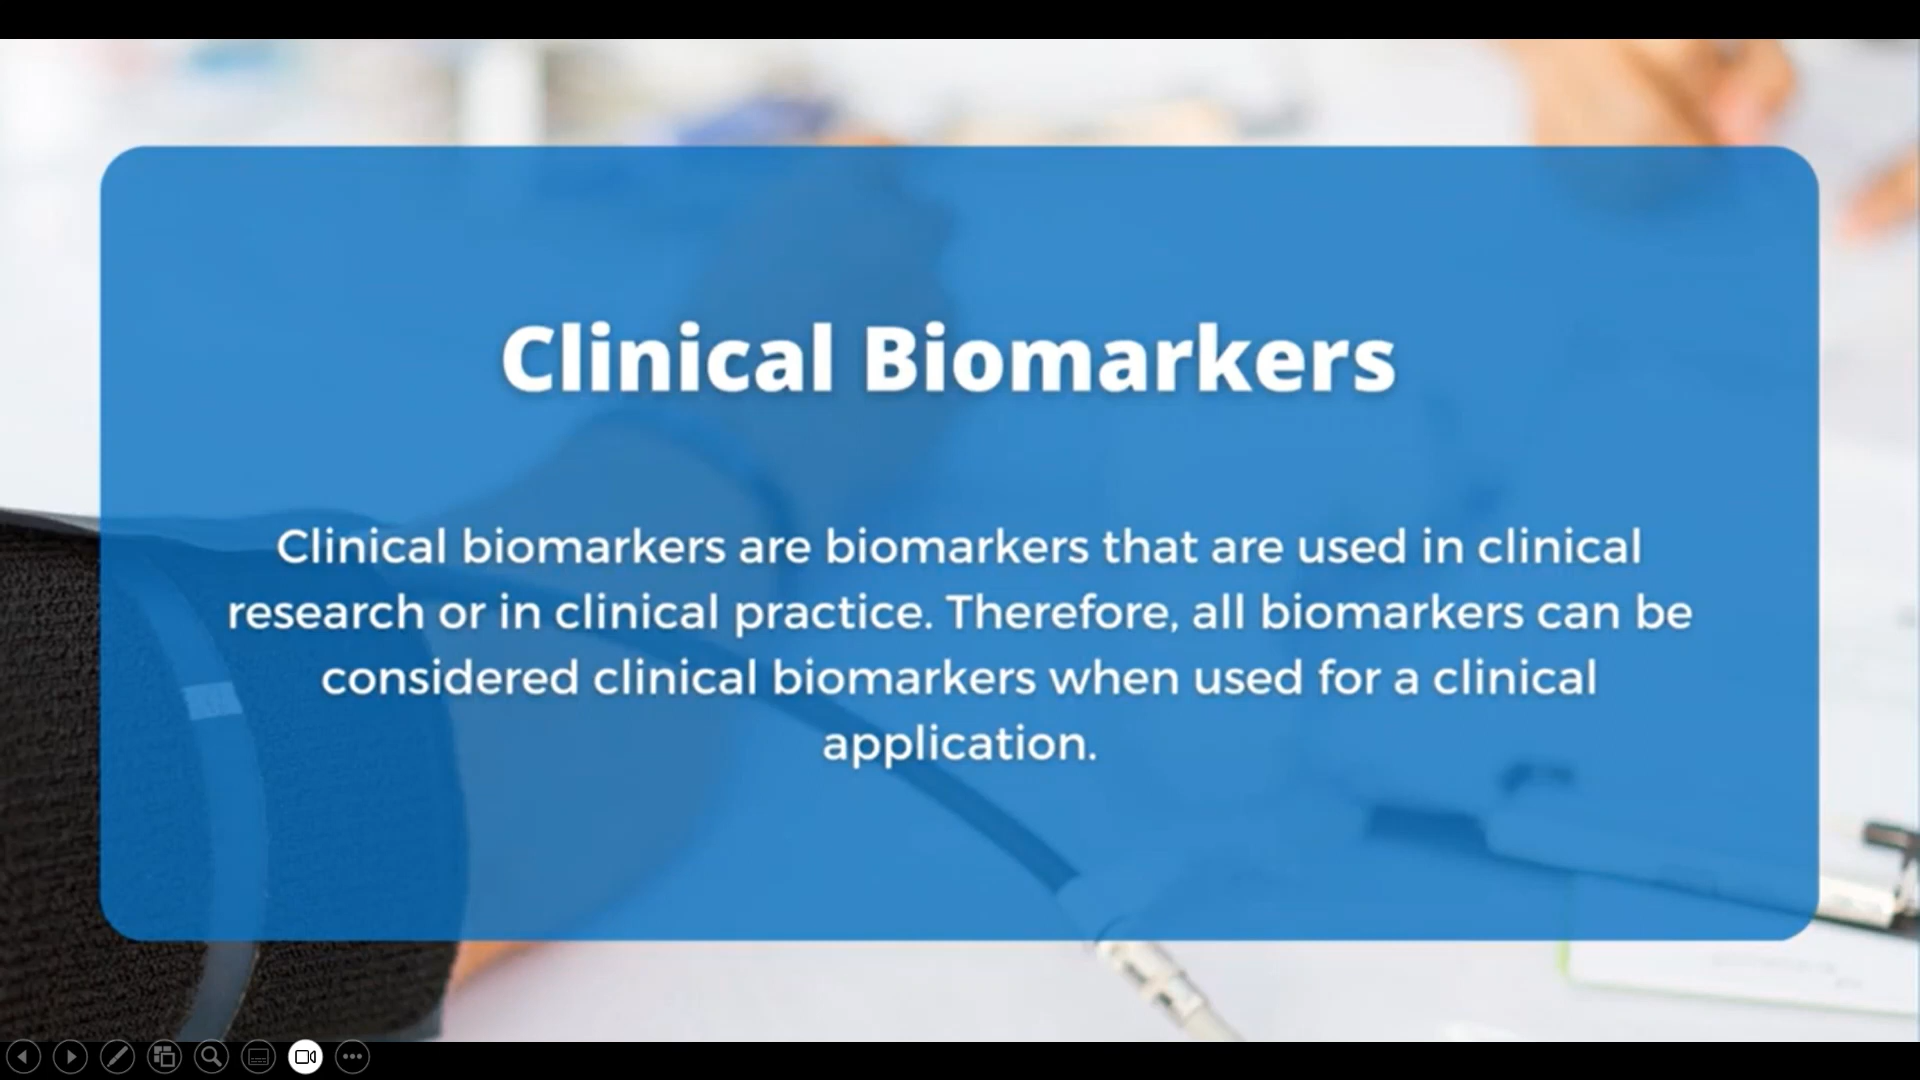 Clinical Biomarkers
Clinical biomarkers are biomarkers that are used in clinical
research or in clinical practice. Therefore, all biomarkers can be
considered clinical biomarkers when used for a clinical
application.